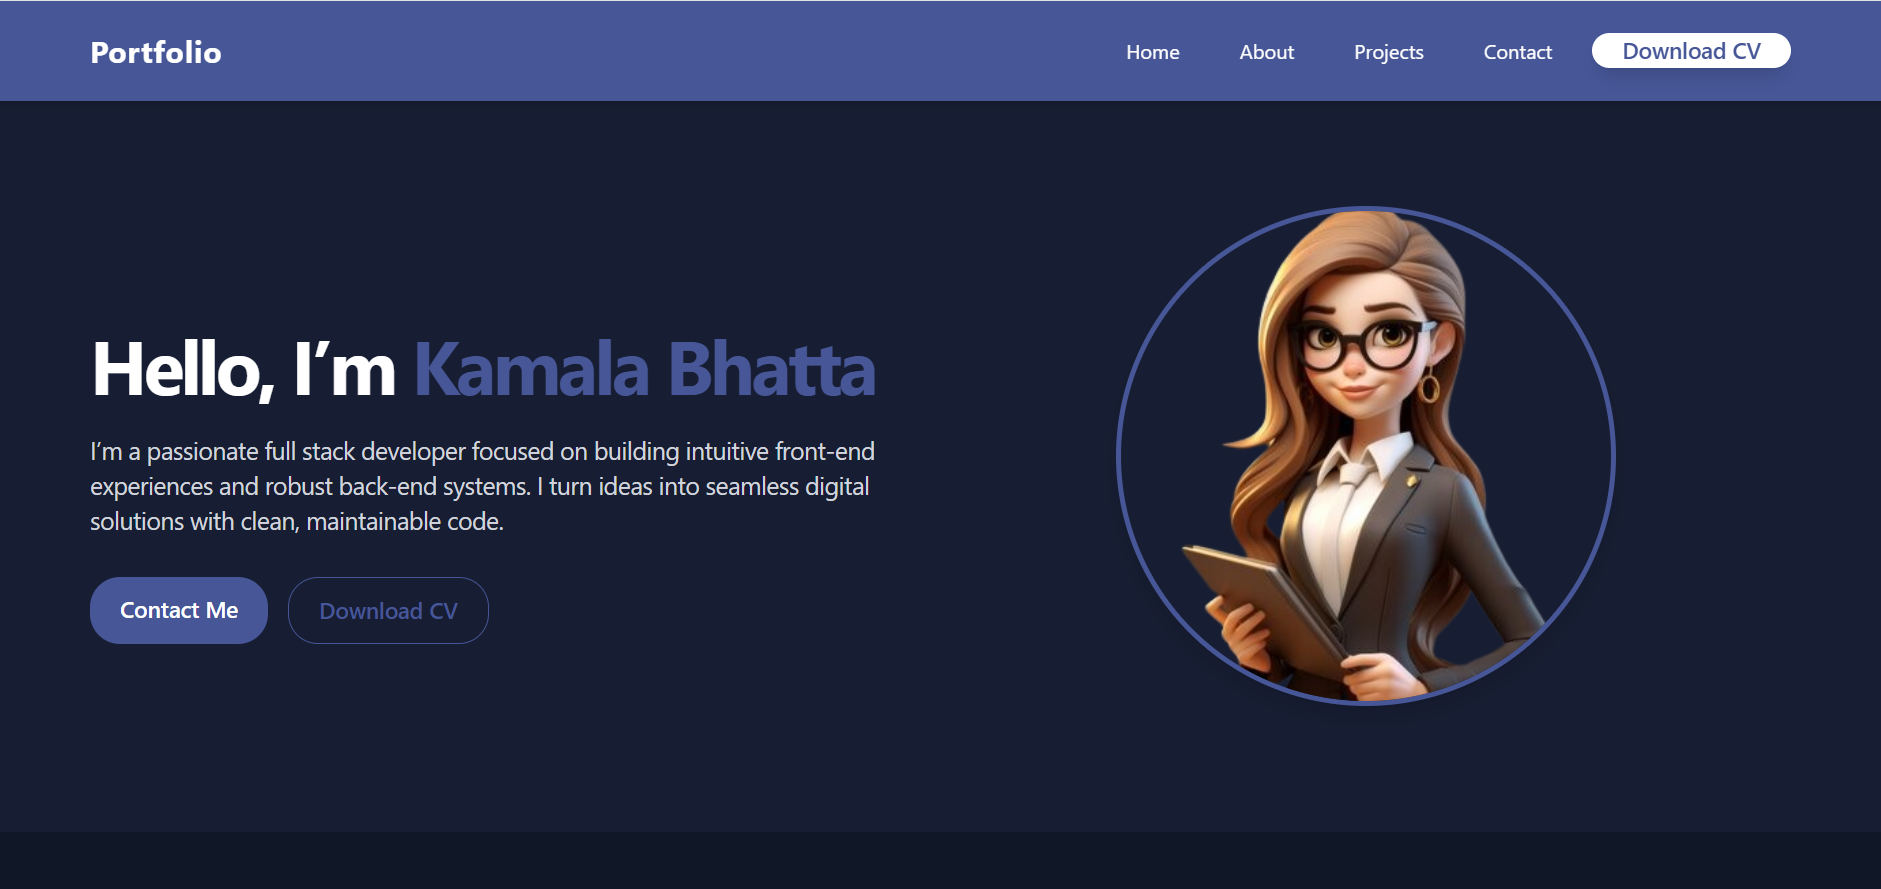 Portfolio
Home About Projects Contact Download CV
Hello, I’m Kamala Bhatta
I’m a passionate full stack developer focused on building intuitive front-end
experiences and robust back-end systems. I turn ideas into seamless digital
solutions with clean, maintainable code.
Contact Me Download CV